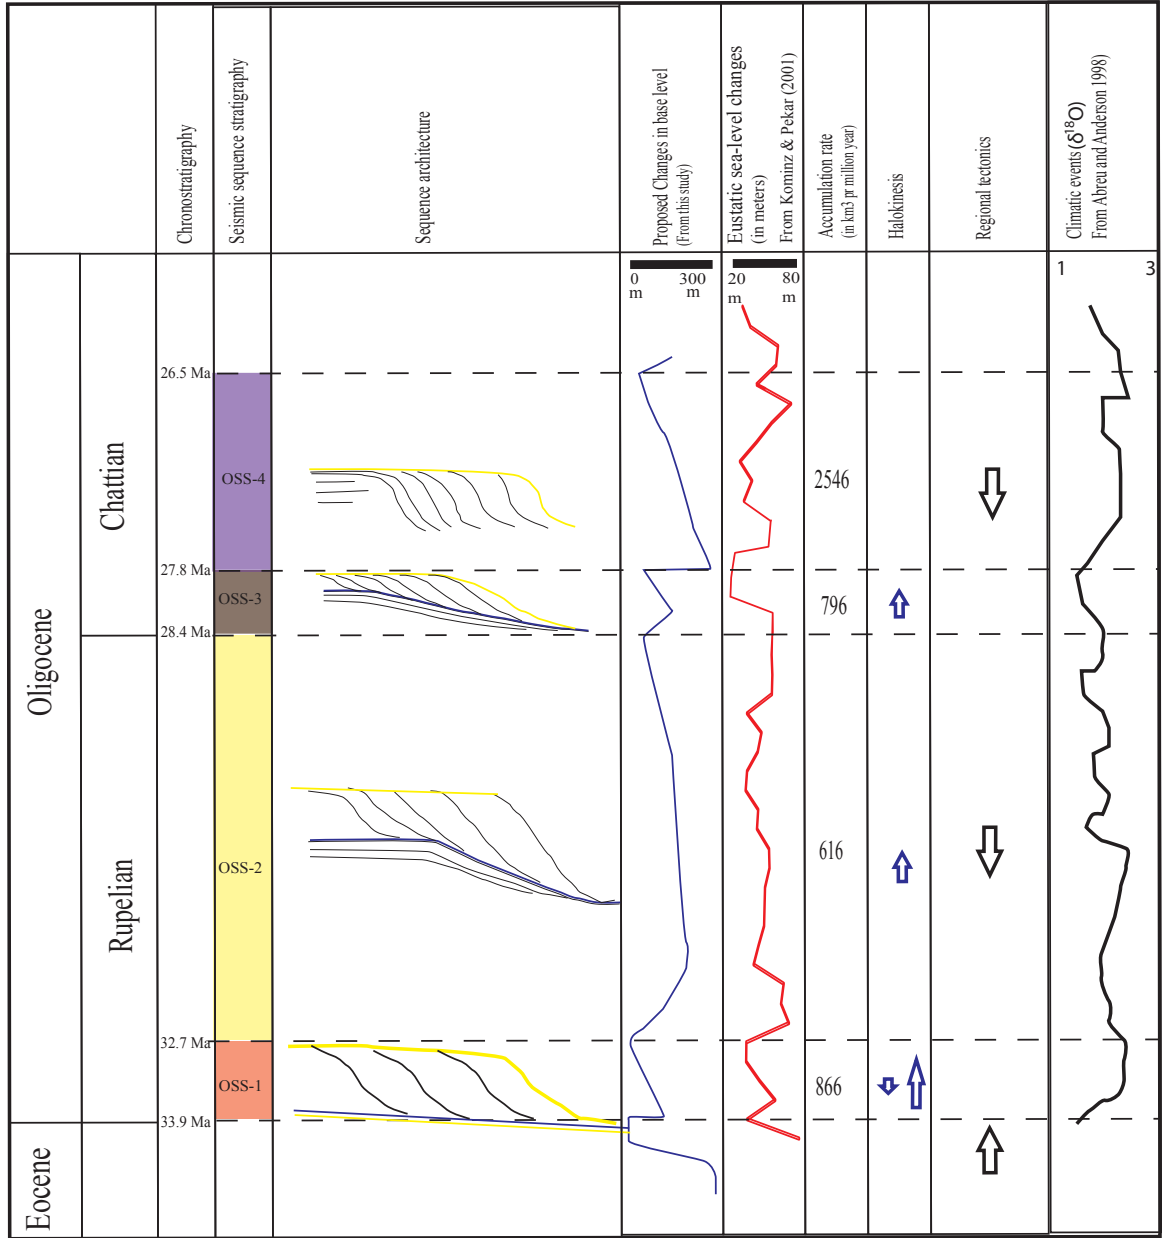 Chronostratigraphy
Seismic sequence stratigraphy
Sequence architecture
Proposed Changes in base level
(From this study)
Eustatic sea-level changes
(in meters)
From Kominz & Pekar (2001)
Accumulation rate
(in km3 pr million year)
Halokinesis
Regional tectonics
Climatic events (δ¹⁸O)
From Abreu and Anderson 1998)
0 300
m m
20 80
m m
1 3
Oligocene
Eocene
Chattian
Rupelian
26.5 Ma
27.8 Ma
28.4 Ma
32.7 Ma
33.9 Ma
OSS-4
OSS-3
OSS-2
OSS-1
2546
796
616
866